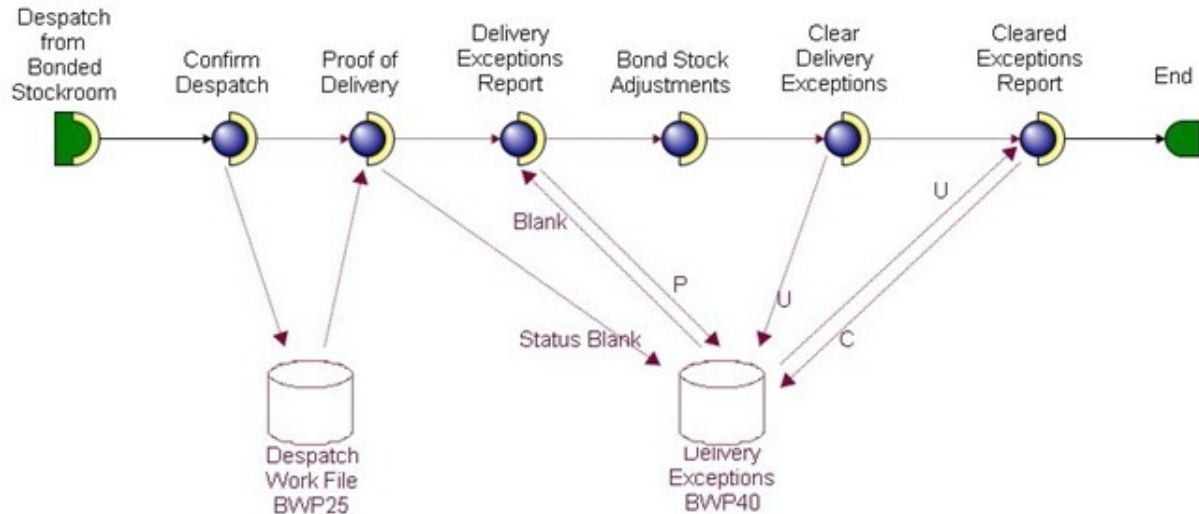 Despatch
from
Bonded
Stockroom
Confirm
Despatch
Proof of
Delivery
Delivery
Exceptions
Report
Bond Stock
Adjustments
Clear
Delivery
Exceptions
Cleared
Exceptions
Report
End
Blank
P
U
U
C
Status Blank
Despatch
Work File
BWP25
Delivery
Exceptions
BWP40